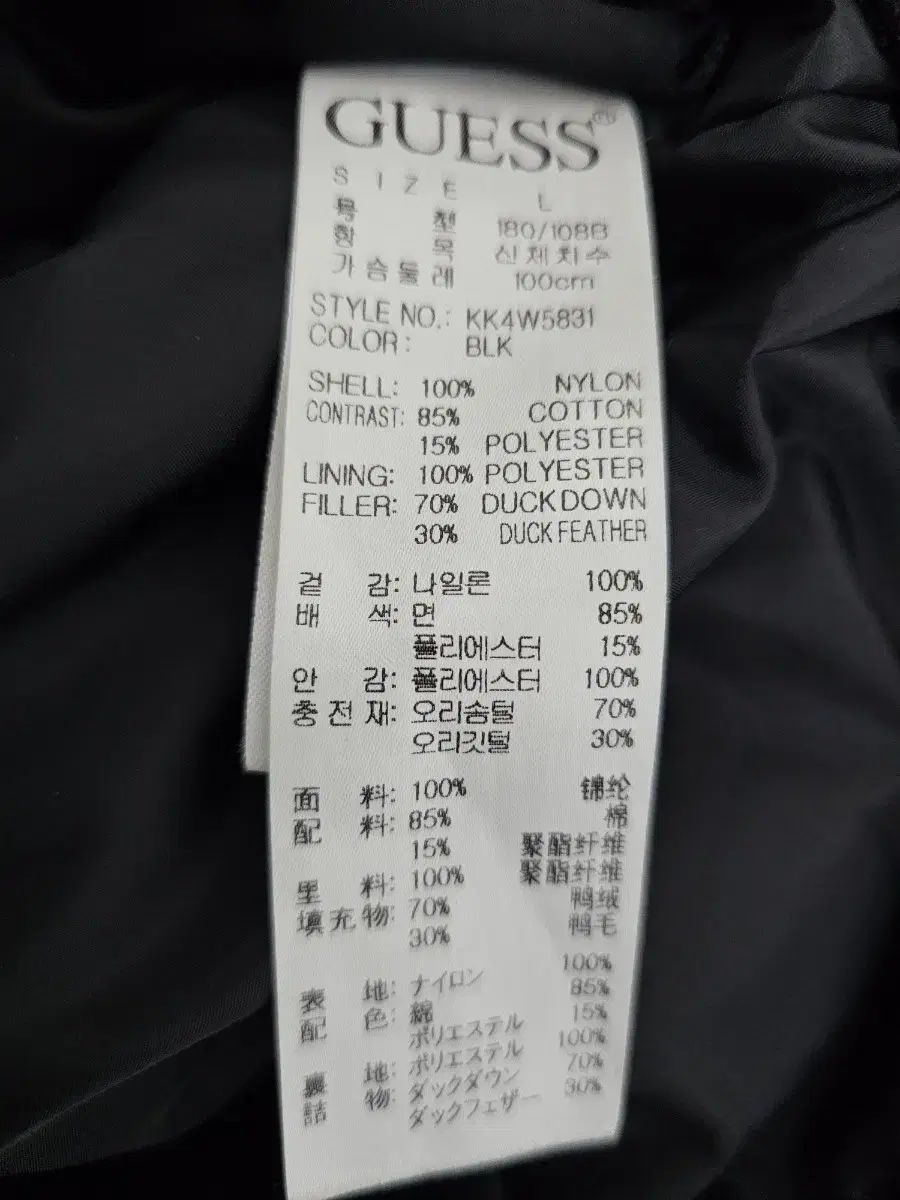 GUESS®
SIZE L
号 型 180/108B
항 목 신체치수
가슴둘레 100cm
STYLE NO.: KK4W5831
COLOR: BLK
SHELL: 100% NYLON
CONTRAST: 85% COTTON
15% POLYESTER
LINING: 100% POLYESTER
FILLER: 70% DUCK DOWN
30% DUCK FEATHER
겉 감: 나일론 100%
배 색: 면 85%
폴리에스터 15%
안 감: 폴리에스터 100%
충전재: 오리솜털 70%
오리깃털 30%
面 料: 100% 锦纶
配 料: 85% 棉
15% 聚酯纤维
里 料: 100% 聚酯纤维
填充物: 70% 鸭绒
30% 鸭毛
表 地: ナイロン 100%
配 色: 綿 85%
ポリエステル 15%
裏 地: ポリエステル 100%
詰 物: ダックダウン 70%
ダックフェザー 30%